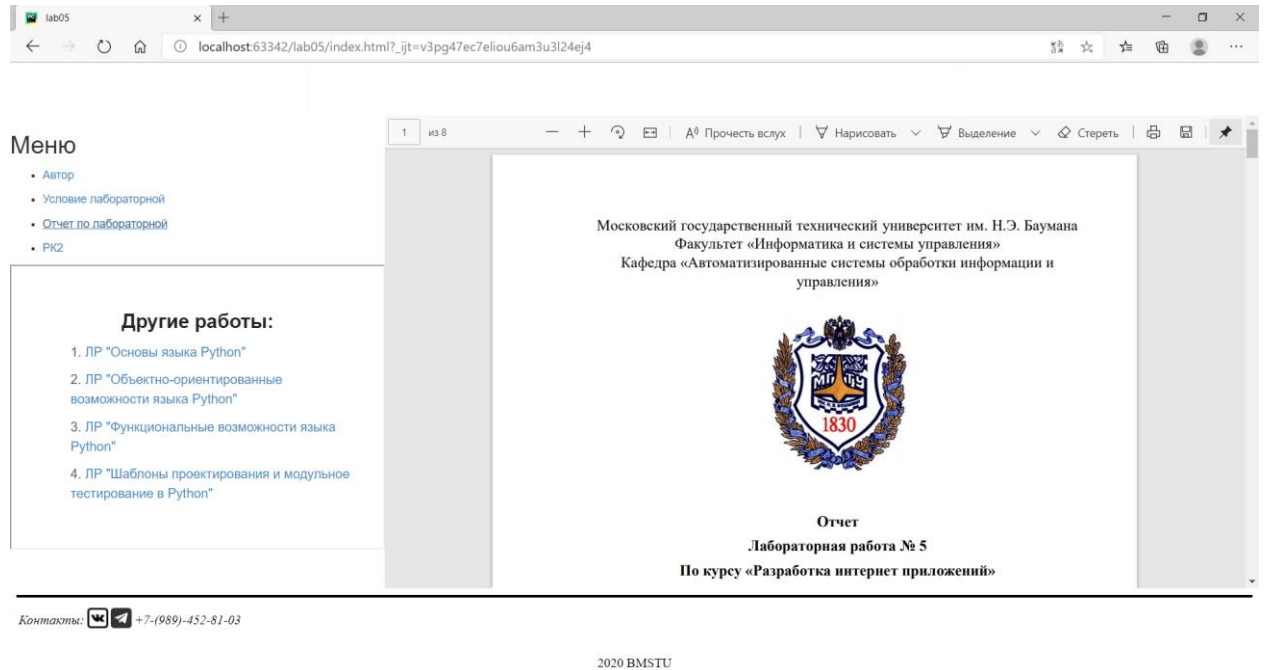 lab05
localhost:63342/lab05/index.html?_ijt=v3pg47ec7eliou6am3u3l24ej4
Меню
Автор
Условие лабораторной
Отчет по лабораторной
РК2
Другие работы:
1. ЛР "Основы языка Python"
2. ЛР "Объектно-ориентированные
возможности языка Python"
3. ЛР "Функциональные возможности языка
Python"
4. ЛР "Шаблоны проектирования и модульное
тестирование в Python"
1 из 8 Прочесть вслух Нарисовать Выделение Стереть
Московский государственный технический университет им. Н.Э. Баумана
Факультет «Информатика и системы управления»
Кафедра «Автоматизированные системы обработки информации и
управления»
МГТУ
1830
Отчет
Лабораторная работа № 5
По курсу «Разработка интернет приложений»
Контакты: +7-(989)-452-81-03
2020 BMSTU